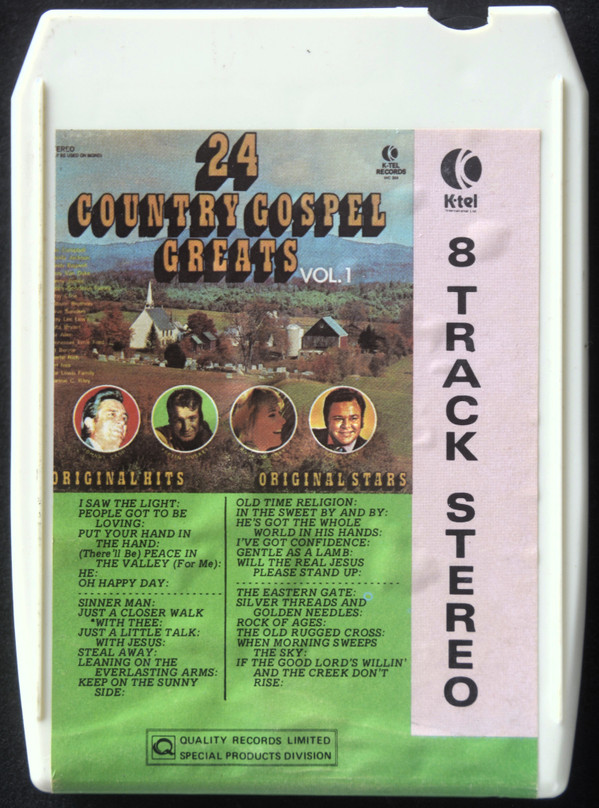 24
COUNTRY GOSPEL
GREATS
VOL. 1
K-TEL
RECORDS
ORIGINAL HITS
ORIGINAL STARS
K-tel
8 TRACK STEREO
I SAW THE LIGHT:
PEOPLE GOT TO BE
LOVING:
PUT YOUR HAND IN
THE HAND:
(There'll Be) PEACE IN
THE VALLEY (For Me):
HE:
OH HAPPY DAY:
SINNER MAN:
JUST A CLOSER WALK
*WITH THEE:
JUST A LITTLE TALK:
WITH JESUS:
STEAL AWAY:
LEANING ON THE
EVERLASTING ARMS:
KEEP ON THE SUNNY
SIDE:
OLD TIME RELIGION:
IN THE SWEET BY AND BY:
HE'S GOT THE WHOLE
WORLD IN HIS HANDS:
I'VE GOT CONFIDENCE:
GENTLE AS A LAMB:
WILL THE REAL JESUS
PLEASE STAND UP:
THE EASTERN GATE:
SILVER THREADS AND
GOLDEN NEEDLES:
ROCK OF AGES:
THE OLD RUGGED CROSS:
WHEN MORNING SWEEPS
THE SKY:
IF THE GOOD LORD'S WILLIN'
AND THE CREEK DON'T
RISE:
Q QUALITY RECORDS LIMITED
SPECIAL PRODUCTS DIVISION